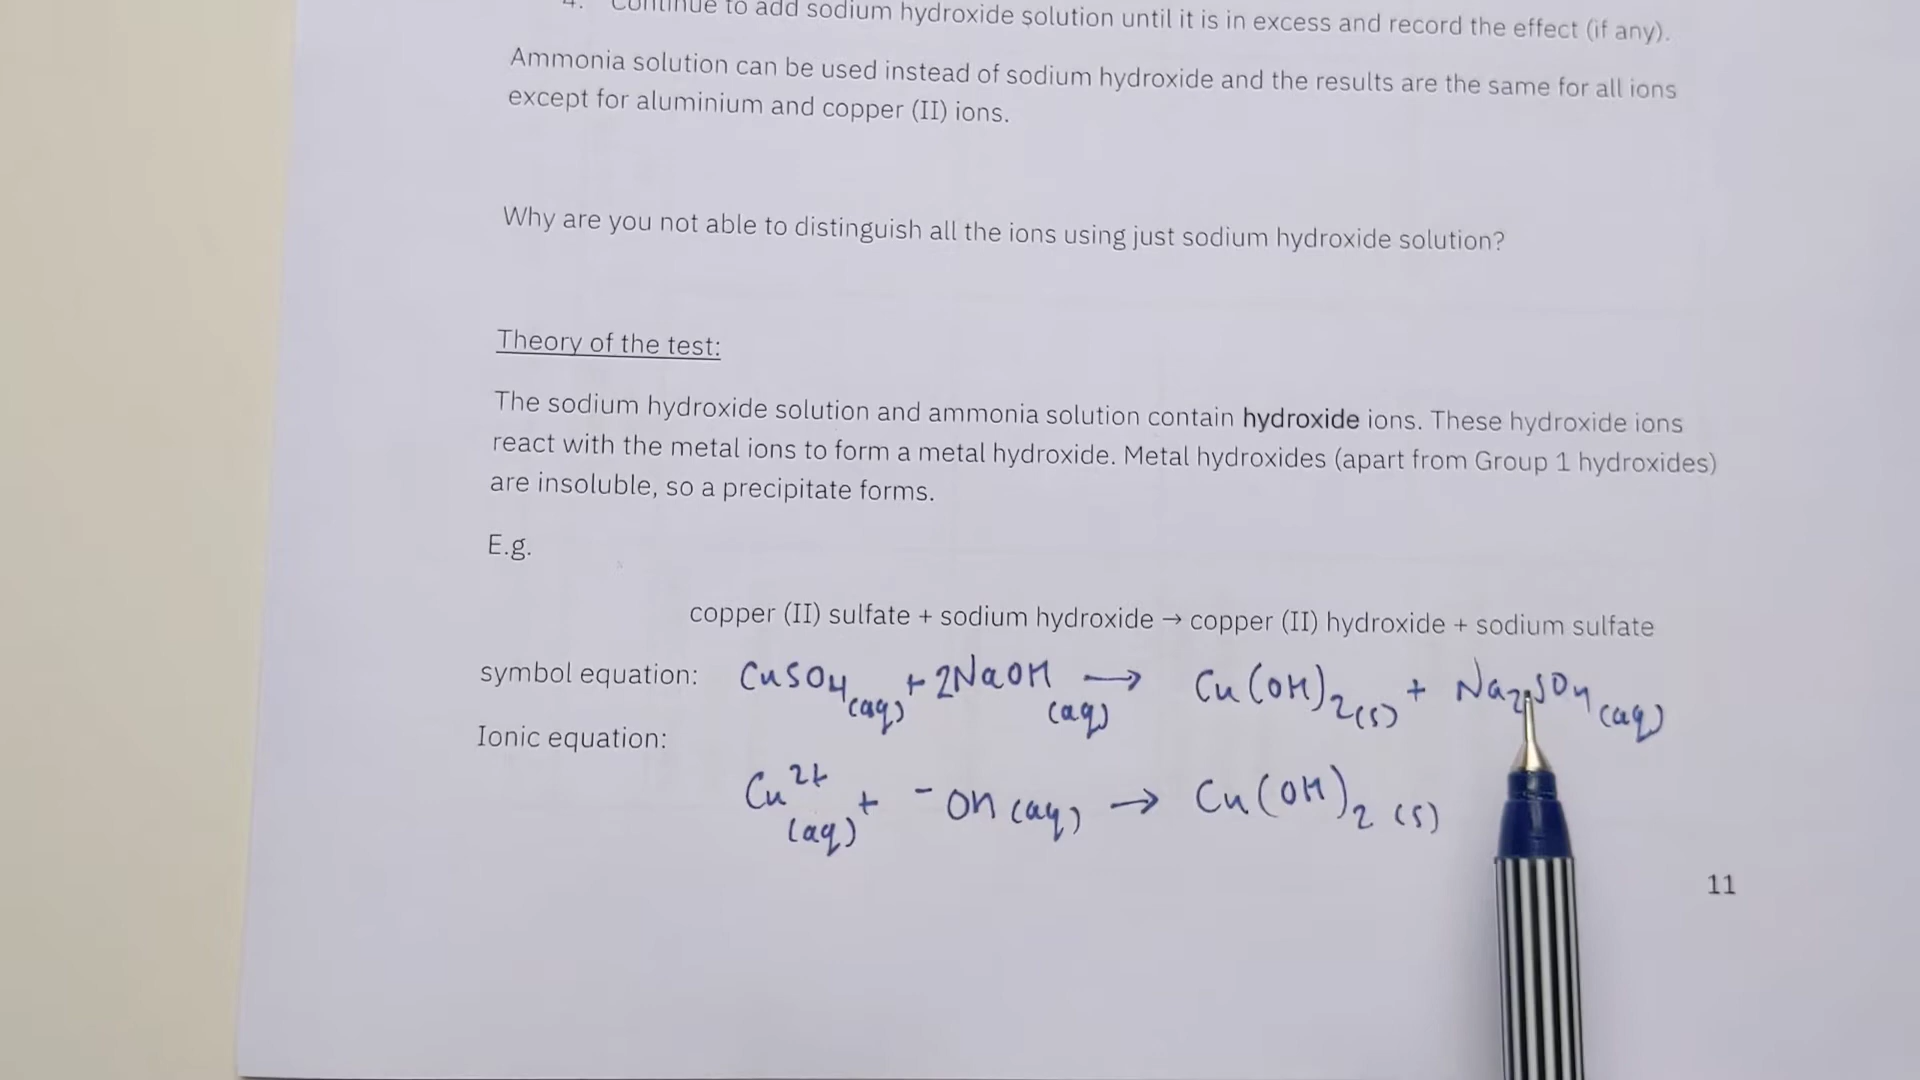 4. Continue to add sodium hydroxide solution until it is in excess and record the effect (if any).
Ammonia solution can be used instead of sodium hydroxide and the results are the same for all ions
except for aluminium and copper (II) ions.
Why are you not able to distinguish all the ions using just sodium hydroxide solution?
Theory of the test:
The sodium hydroxide solution and ammonia solution contain hydroxide ions. These hydroxide ions
react with the metal ions to form a metal hydroxide. Metal hydroxides (apart from Group 1 hydroxides)
are insoluble, so a precipitate forms.
E.g.
copper (II) sulfate + sodium hydroxide → copper (II) hydroxide + sodium sulfate
symbol equation: CuSO4(aq) + 2NaOH(aq) → Cu(OH)2(s) + Na2SO4(aq)
Ionic equation:
Cu2+(aq) + -OH(aq) → Cu(OH)2(s)
11